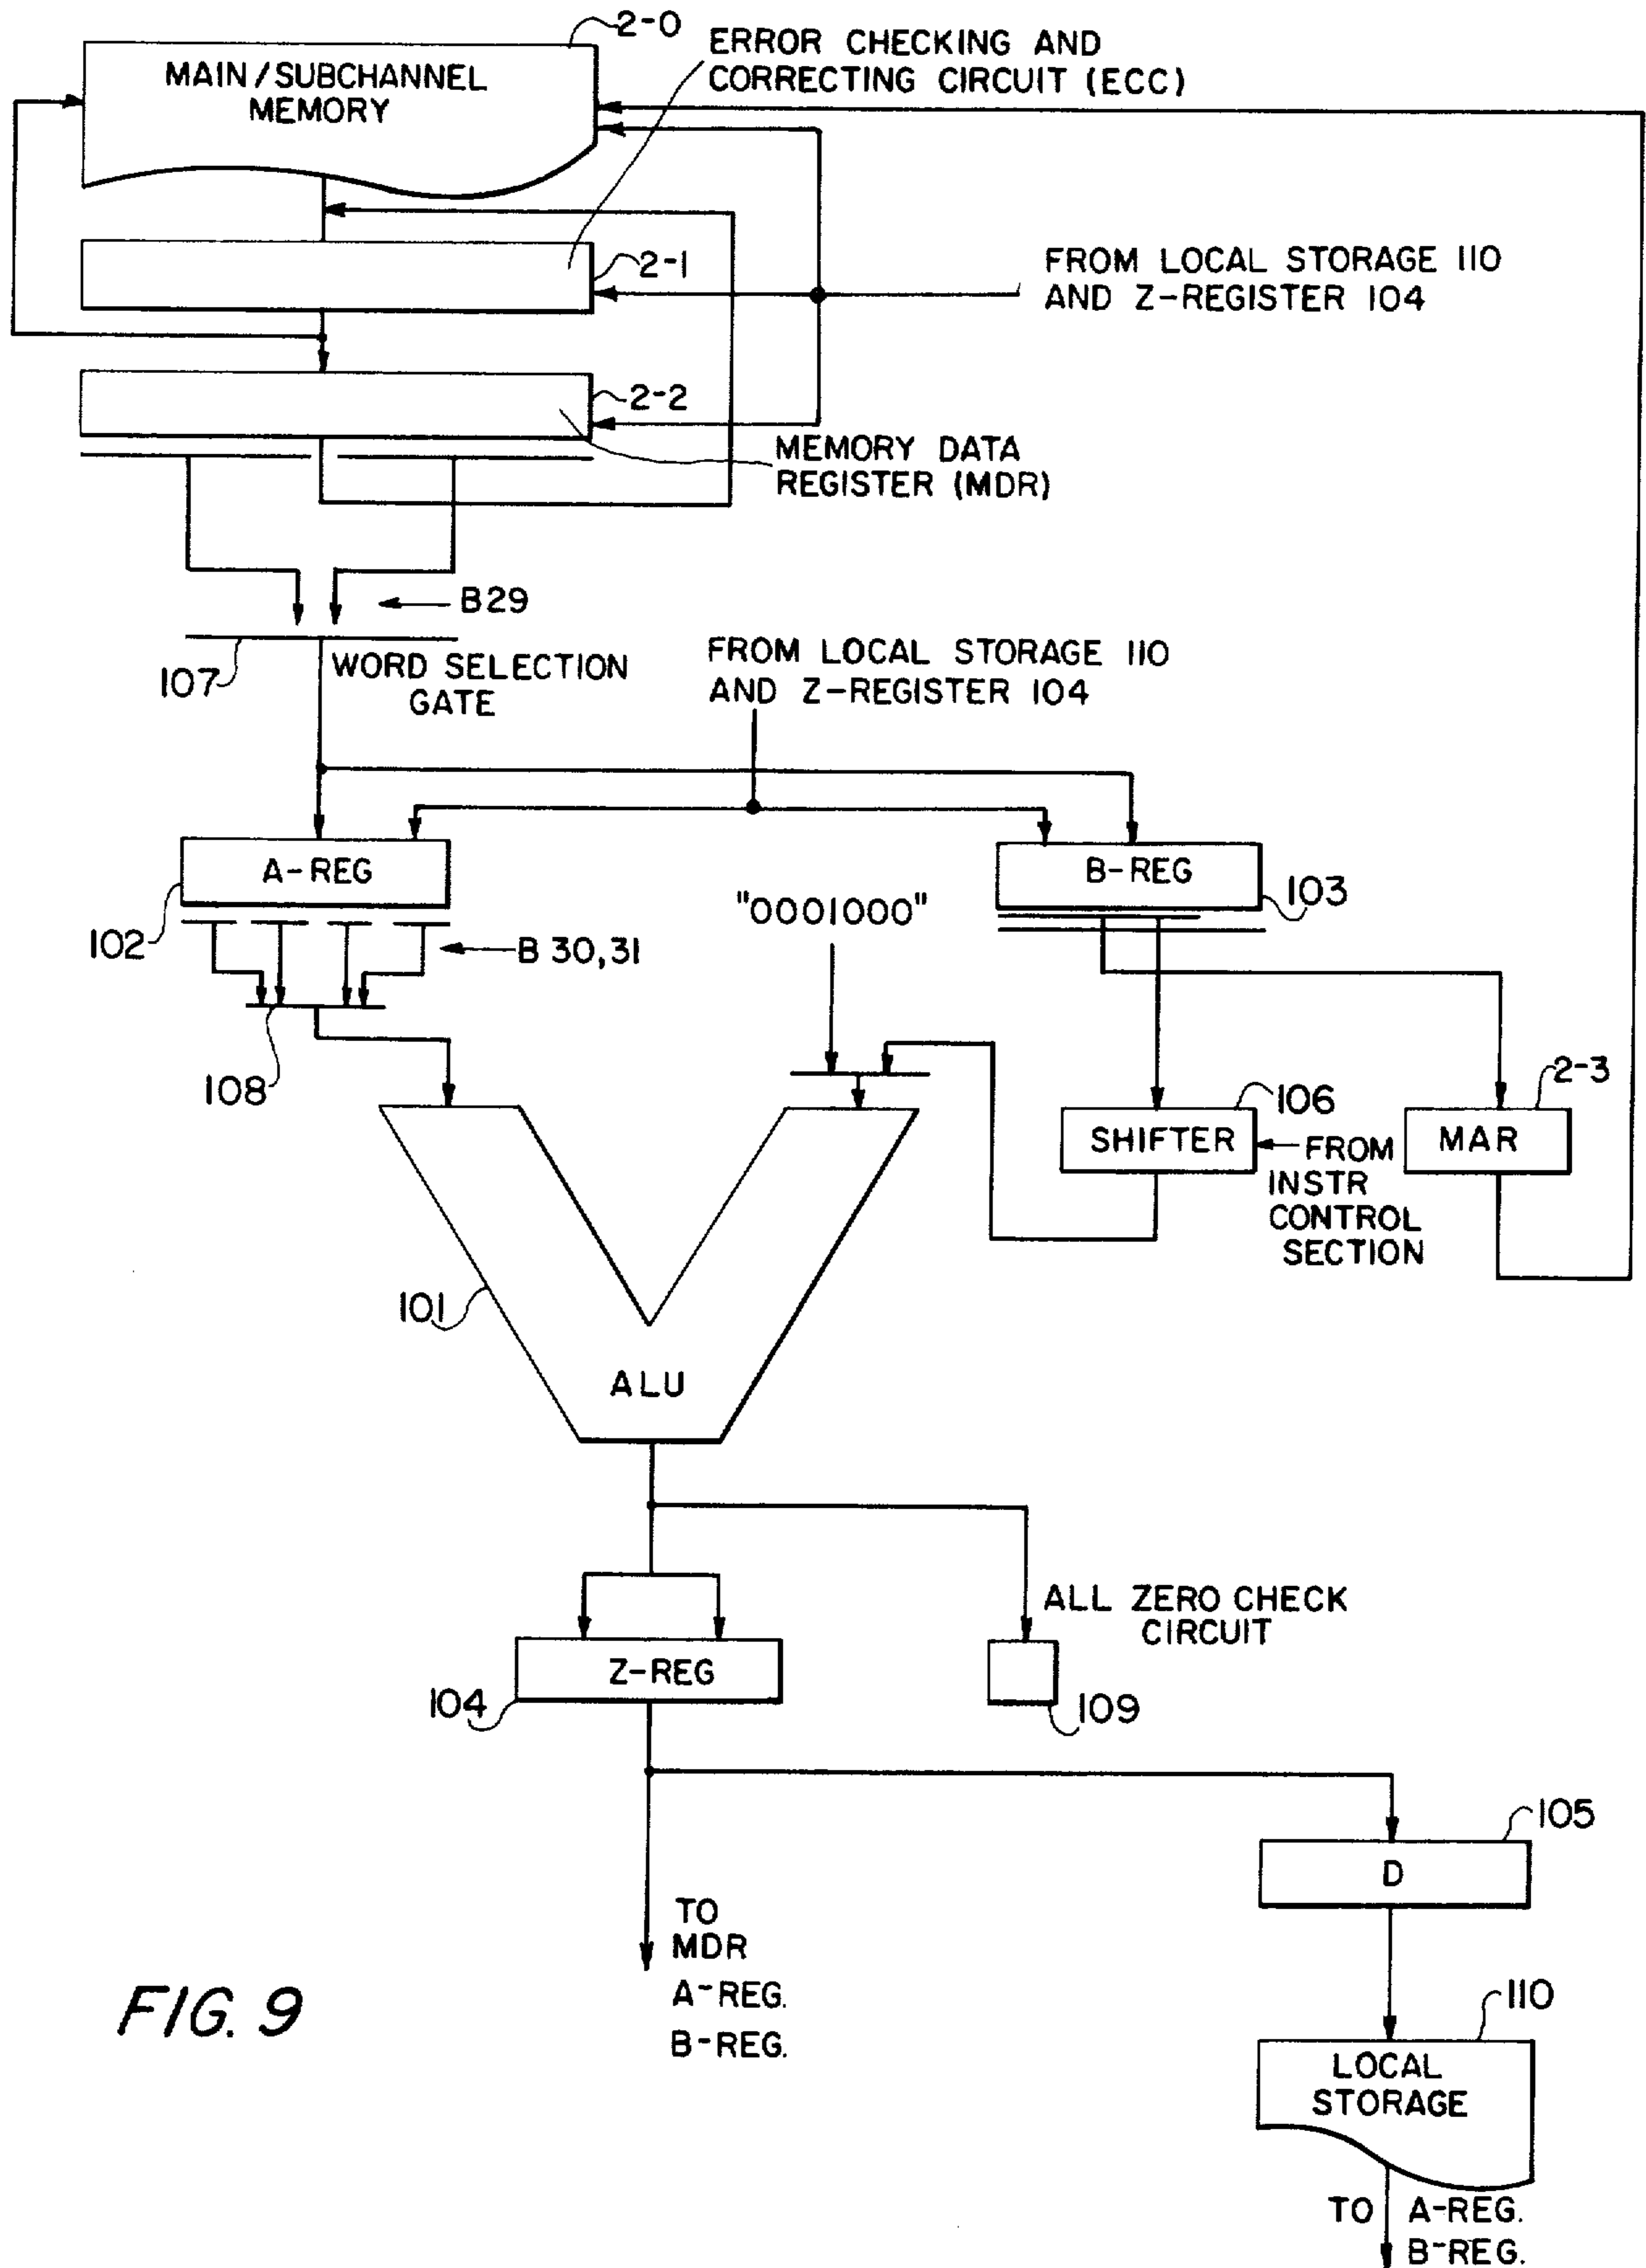 2-0
ERROR CHECKING AND
CORRECTING CIRCUIT (ECC)
MAIN/SUBCHANNEL
MEMORY
2-1
FROM LOCAL STORAGE 110
AND Z-REGISTER 104
2-2
MEMORY DATA
REGISTER (MDR)
B29
107
WORD SELECTION
GATE
FROM LOCAL STORAGE 110
AND Z-REGISTER 104
A-REG
B-REG
102
103
"0001000"
B 30,31
108
2-3
106
SHIFTER
MAR
FROM
INSTR
CONTROL
SECTION
101
ALU
ALL ZERO CHECK
CIRCUIT
Z-REG
104
109
105
D
TO
MDR
A-REG.
B-REG.
FIG. 9
110
LOCAL
STORAGE
TO A-REG.
B-REG.